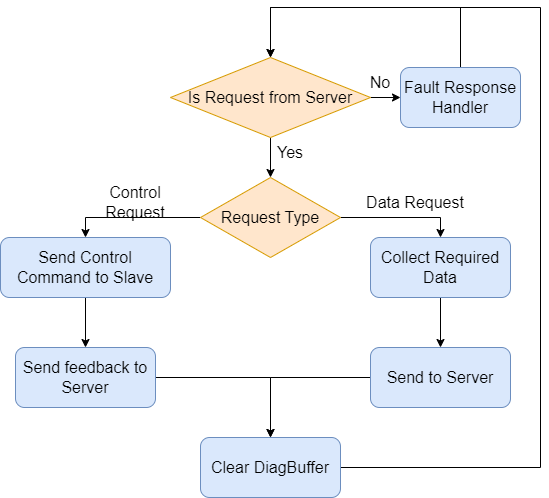 Is Request from Server
No
Fault Response
Handler
Yes
Control
Request
Request Type
Data Request
Send Control
Command to Slave
Collect Required
Data
Send feedback to
Server
Send to Server
Clear DiagBuffer